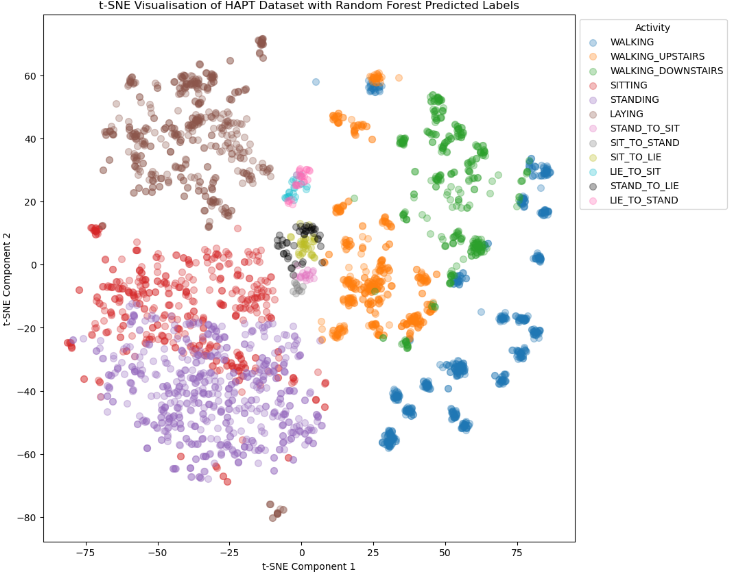 t-SNE Visualisation of HAPT Dataset with Random Forest Predicted Labels
Activity
WALKING
WALKING_UPSTAIRS
WALKING_DOWNSTAIRS
SITTING
STANDING
LAYING
STAND_TO_SIT
SIT_TO_STAND
SIT_TO_LIE
LIE_TO_SIT
STAND_TO_LIE
LIE_TO_STAND
t-SNE Component 2
60
40
20
0
−20
−40
−60
−80
−75
−50
−25
0
25
50
75
t-SNE Component 1